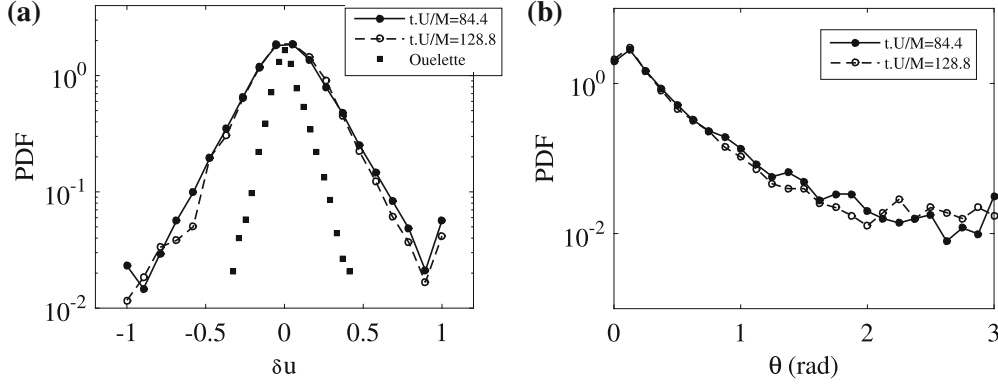 (a)
t.U/M=84.4
t.U/M=128.8
Ouelette
10^0
10^-1
10^-2
PDF
-1 -0.5 0 0.5 1
δu
(b)
t.U/M=84.4
t.U/M=128.8
10^0
10^-2
PDF
0 1 2 3
θ (rad)